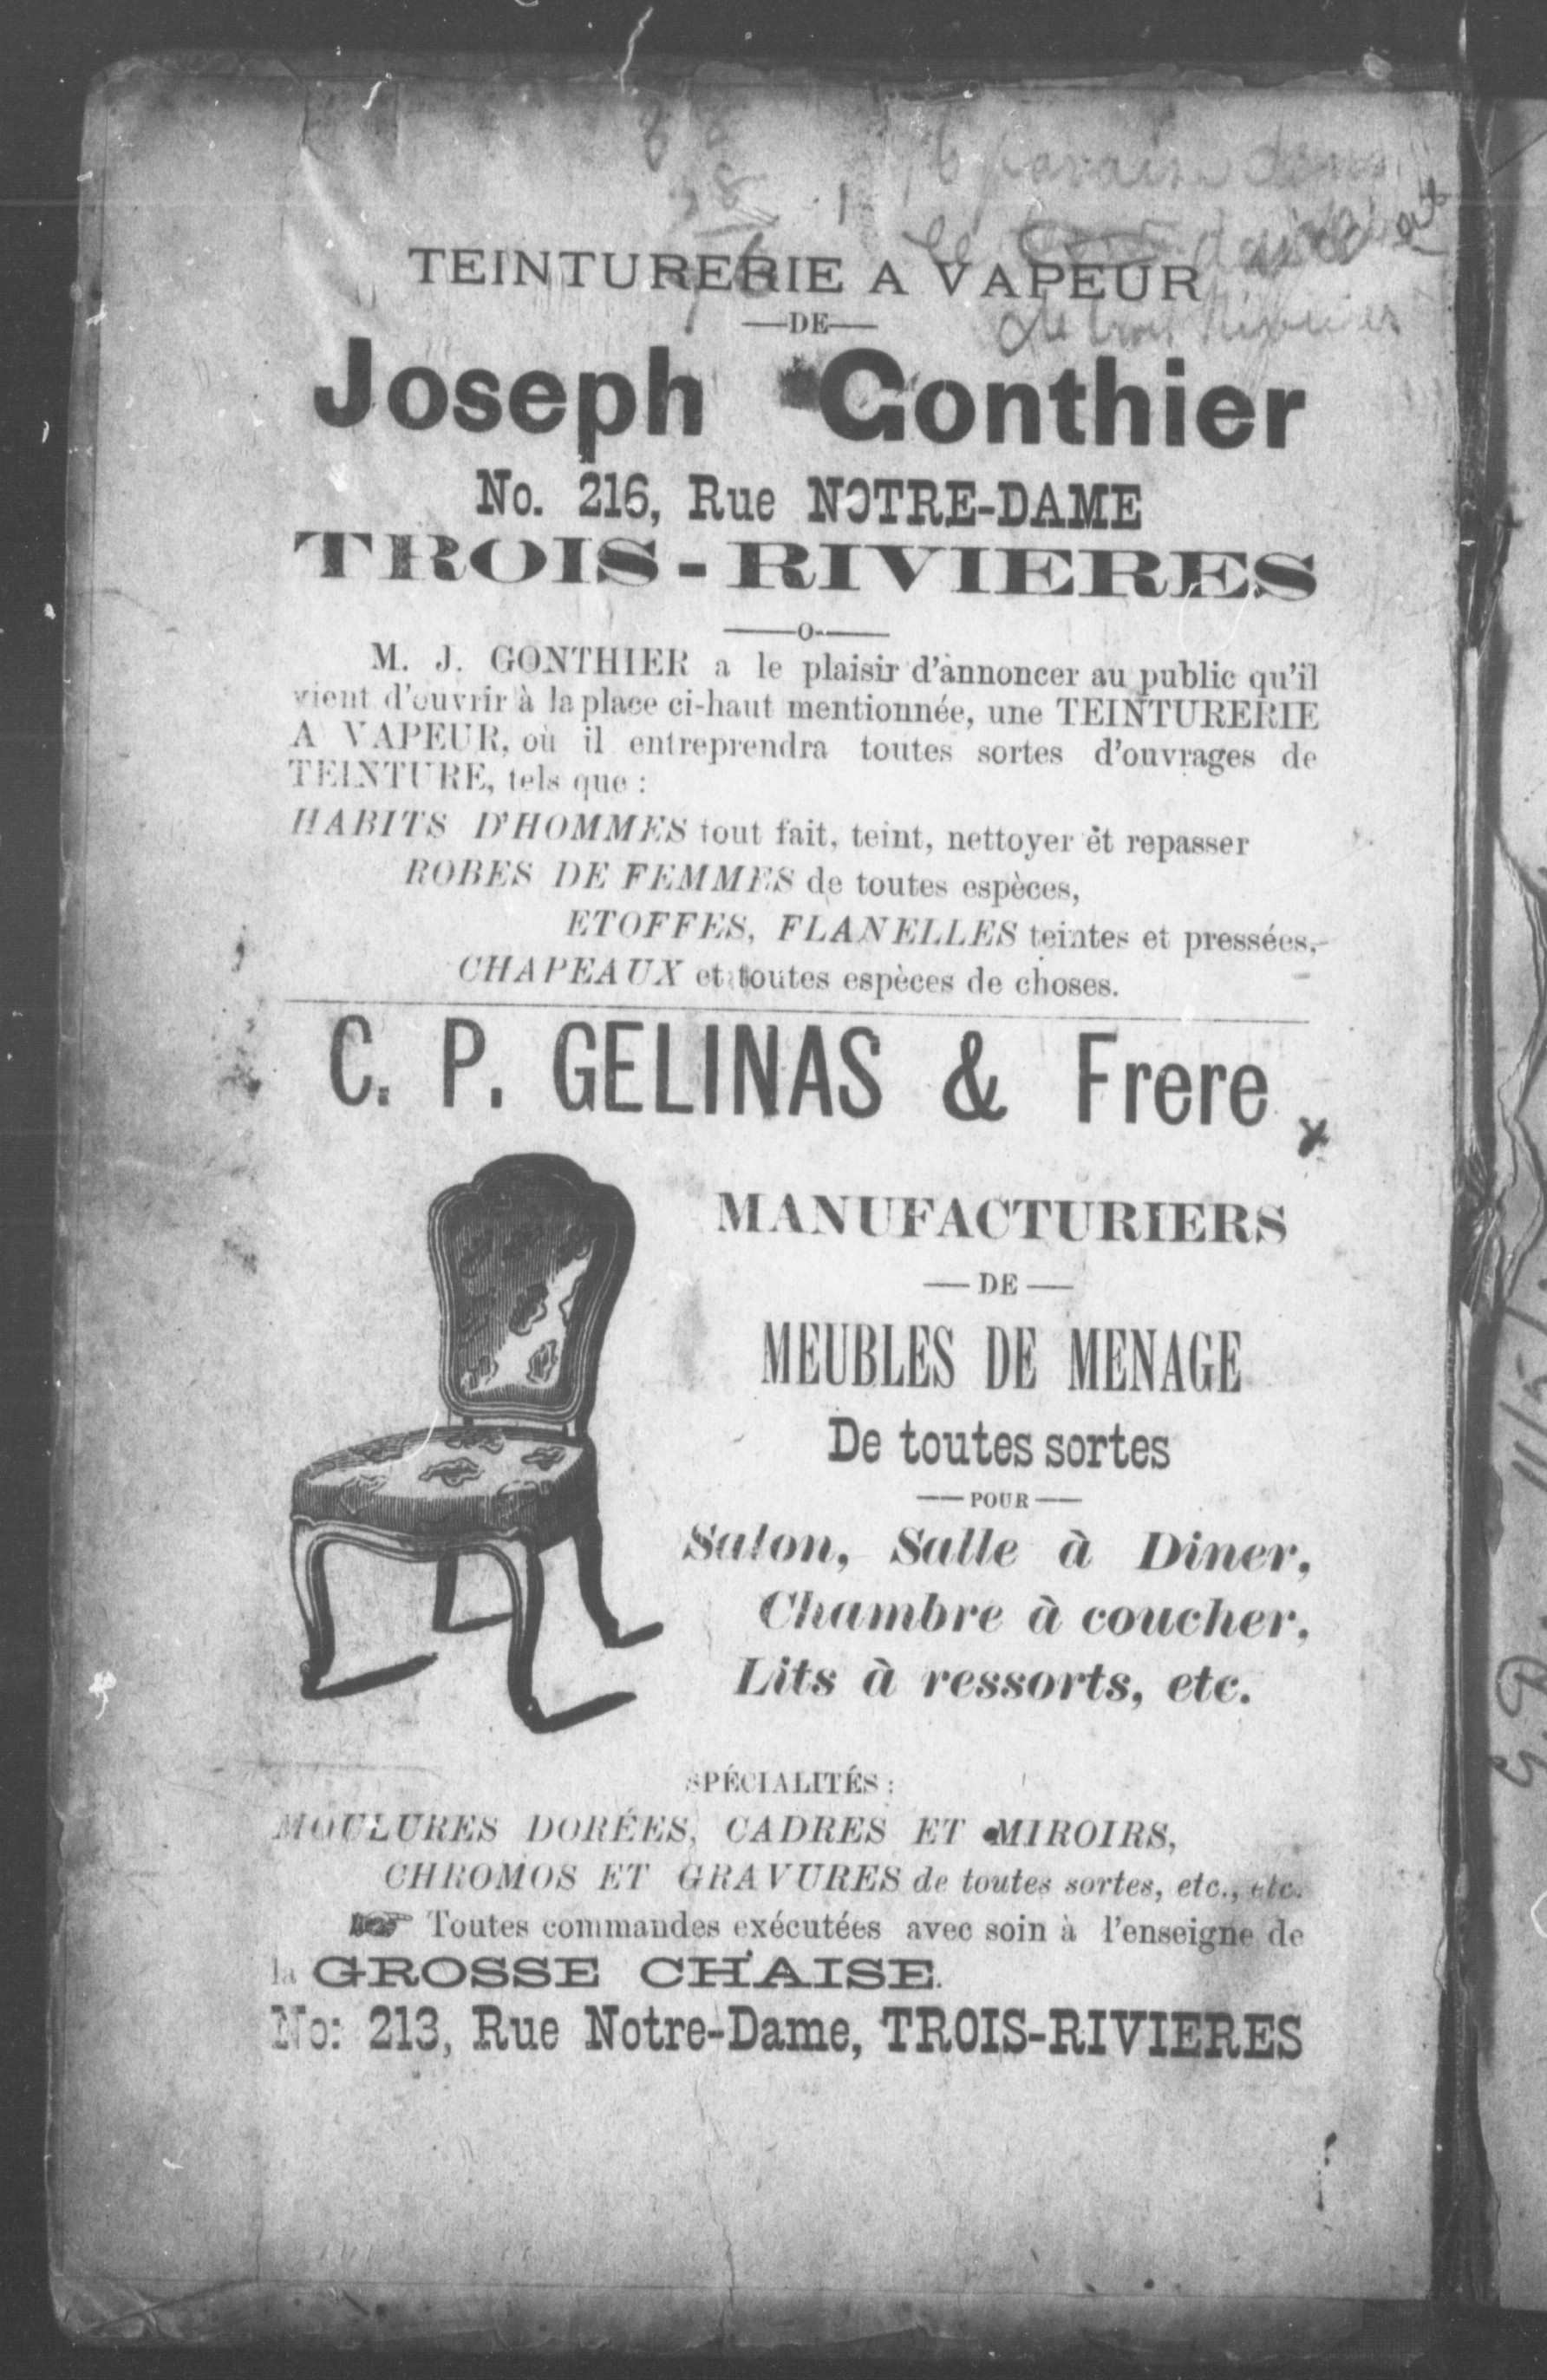 88
38
76
TEINTURERIE A VAPEUR
—DE—
Joseph Gonthier
No. 216, Rue NOTRE-DAME
TROIS-RIVIERES
—o—
M. J. GONTHIER a le plaisir d'annoncer au public qu'il
vient d'ouvrir à la place ci-haut mentionnée, une TEINTURERIE
A VAPEUR, où il entreprendra toutes sortes d'ouvrages de
TEINTURE, tels que :
HABITS D'HOMMES tout fait, teint, nettoyer et repasser
ROBES DE FEMMES de toutes espèces,
ETOFFES, FLANELLES teintes et pressées,
CHAPEAUX et toutes espèces de choses.
C. P. GELINAS & Frere
MANUFACTURIERS
— DE —
MEUBLES DE MENAGE
De toutes sortes
— POUR —
Salon, Salle à Diner,
Chambre à coucher,
Lits à ressorts, etc.
SPÉCIALITÉS :
MOULURES DORÉES, CADRES ET MIROIRS,
CHROMOS ET GRAVURES de toutes sortes, etc., etc.
☞ Toutes commandes exécutées avec soin à l'enseigne de
la GROSSE CHAISE.
No: 213, Rue Notre-Dame, TROIS-RIVIERES